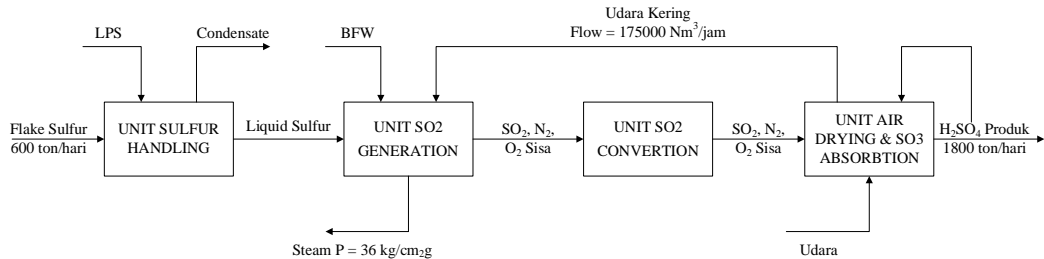 Udara Kering
Flow = 175000 Nm³/jam
LPS
Condensate
BFW
Flake Sulfur
600 ton/hari
UNIT SULFUR
HANDLING
Liquid Sulfur
UNIT SO2
GENERATION
SO₂, N₂,
O₂ Sisa
UNIT SO2
CONVERTION
SO₂, N₂,
O₂ Sisa
UNIT AIR
DRYING & SO3
ABSORBTION
H₂SO₄ Produk
1800 ton/hari
Steam P = 36 kg/cm₂g
Udara